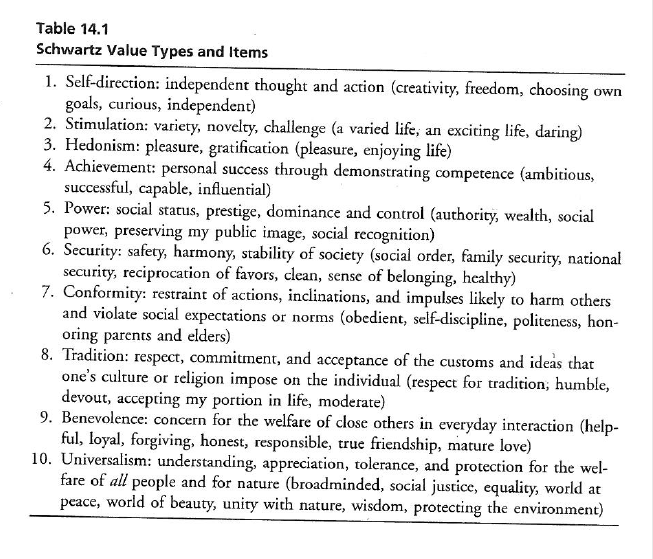 Table 14.1
Schwartz Value Types and Items
1. Self-direction: independent thought and action (creativity, freedom, choosing own
goals, curious, independent)
2. Stimulation: variety, novelty, challenge (a varied life, an exciting life, daring)
3. Hedonism: pleasure, gratification (pleasure, enjoying life)
4. Achievement: personal success through demonstrating competence (ambitious,
successful, capable, influential)
5. Power: social status, prestige, dominance and control (authority, wealth, social
power, preserving my public image, social recognition)
6. Security: safety, harmony, stability of society (social order, family security, national
security, reciprocation of favors, clean, sense of belonging, healthy)
7. Conformity: restraint of actions, inclinations, and impulses likely to harm others
and violate social expectations or norms (obedient, self-discipline, politeness, hon-
oring parents and elders)
8. Tradition: respect, commitment, and acceptance of the customs and ideas that
one's culture or religion impose on the individual (respect for tradition, humble,
devout, accepting my portion in life, moderate)
9. Benevolence: concern for the welfare of close others in everyday interaction (help-
ful, loyal, forgiving, honest, responsible, true friendship, mature love)
10. Universalism: understanding, appreciation, tolerance, and protection for the wel-
fare of all people and for nature (broadminded, social justice, equality, world at
peace, world of beauty, unity with nature, wisdom, protecting the environment)